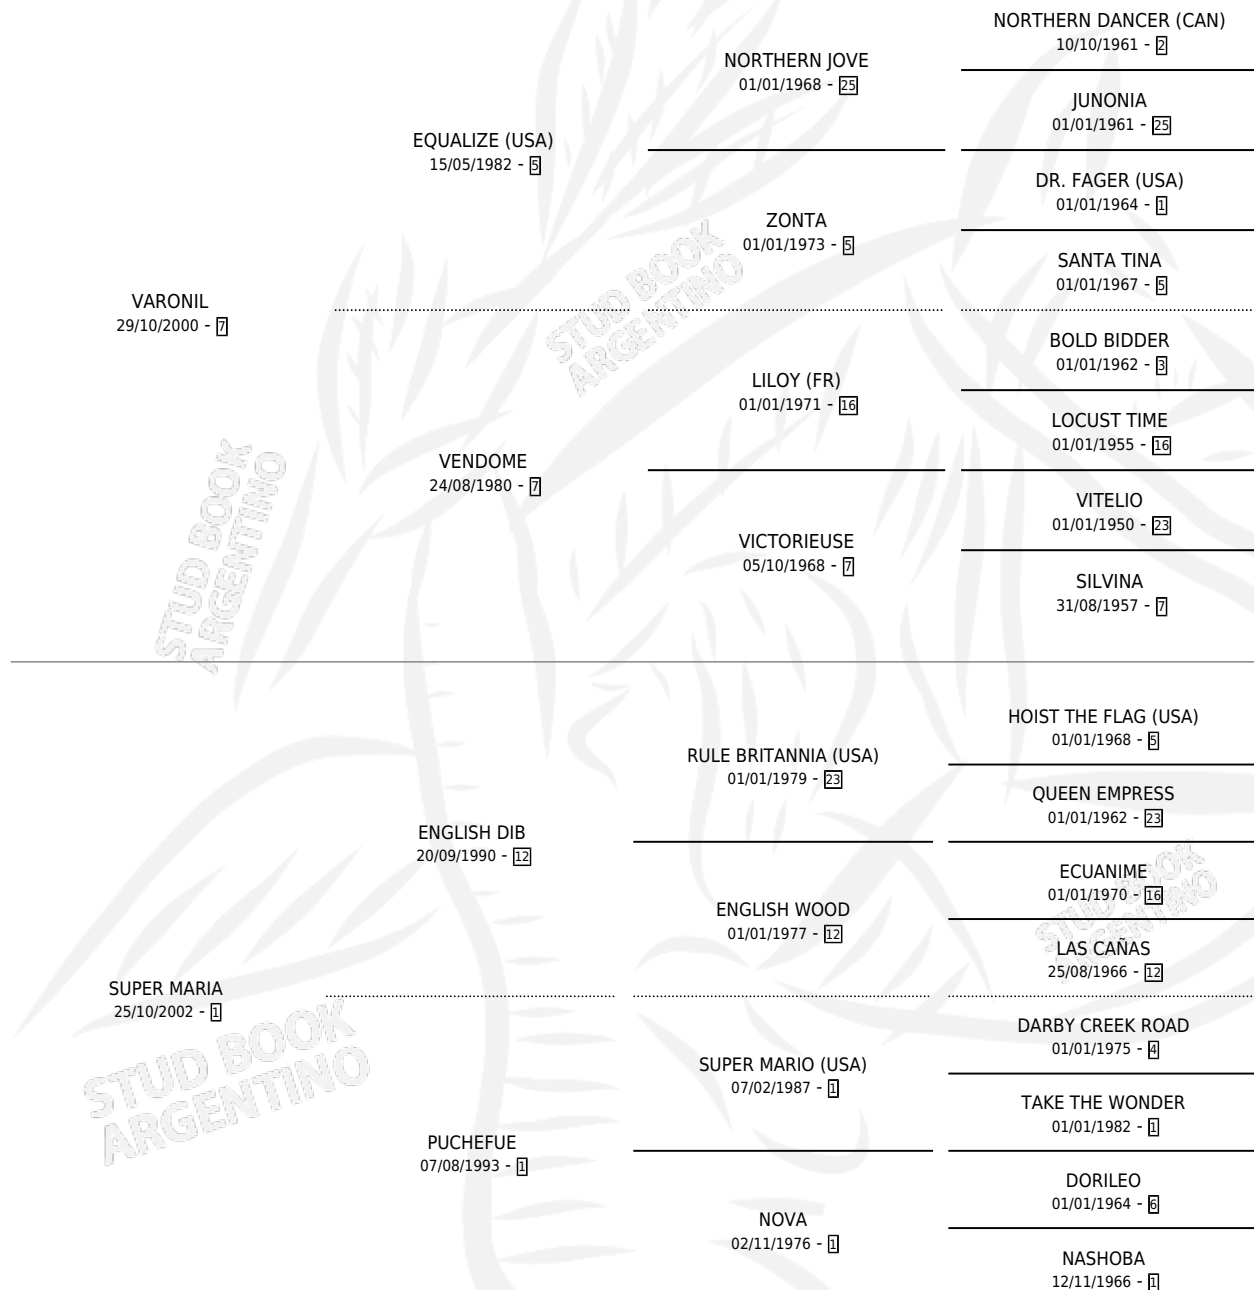 NORTHERN DANCER (CAN)
10/10/1961 - 2
NORTHERN JOVE
01/01/1968 - 25
JUNONIA
01/01/1961 - 25
EQUALIZE (USA)
15/05/1982 - 5
DR. FAGER (USA)
01/01/1964 - 1
ZONTA
01/01/1973 - 5
SANTA TINA
01/01/1967 - 5
VARONIL
29/10/2000 - 7
STUD BOOK
ARGENTINO
BOLD BIDDER
01/01/1962 - 3
LILOY (FR)
01/01/1971 - 16
LOCUST TIME
01/01/1955 - 16
VENDOME
24/08/1980 - 7
VITELIO
01/01/1950 - 23
VICTORIEUSE
05/10/1968 - 7
SILVINA
31/08/1957 - 7
STUD BOOK
ARGENTINO
HOIST THE FLAG (USA)
01/01/1968 - 5
RULE BRITANNIA (USA)
01/01/1979 - 23
QUEEN EMPRESS
01/01/1962 - 23
ENGLISH DIB
20/09/1990 - 12
ECUANIME
01/01/1970 - 16
ENGLISH WOOD
01/01/1977 - 12
STUD BOOK
ARGENTINO
LAS CAÑAS
25/08/1966 - 12
SUPER MARIA
25/10/2002 - 1
STUD BOOK
ARGENTINO
DARBY CREEK ROAD
01/01/1975 - 4
SUPER MARIO (USA)
07/02/1987 - 1
TAKE THE WONDER
01/01/1982 - 1
PUCHEFUE
07/08/1993 - 1
DORILEO
01/01/1964 - 6
NOVA
02/11/1976 - 1
NASHOBA
12/11/1966 - 1